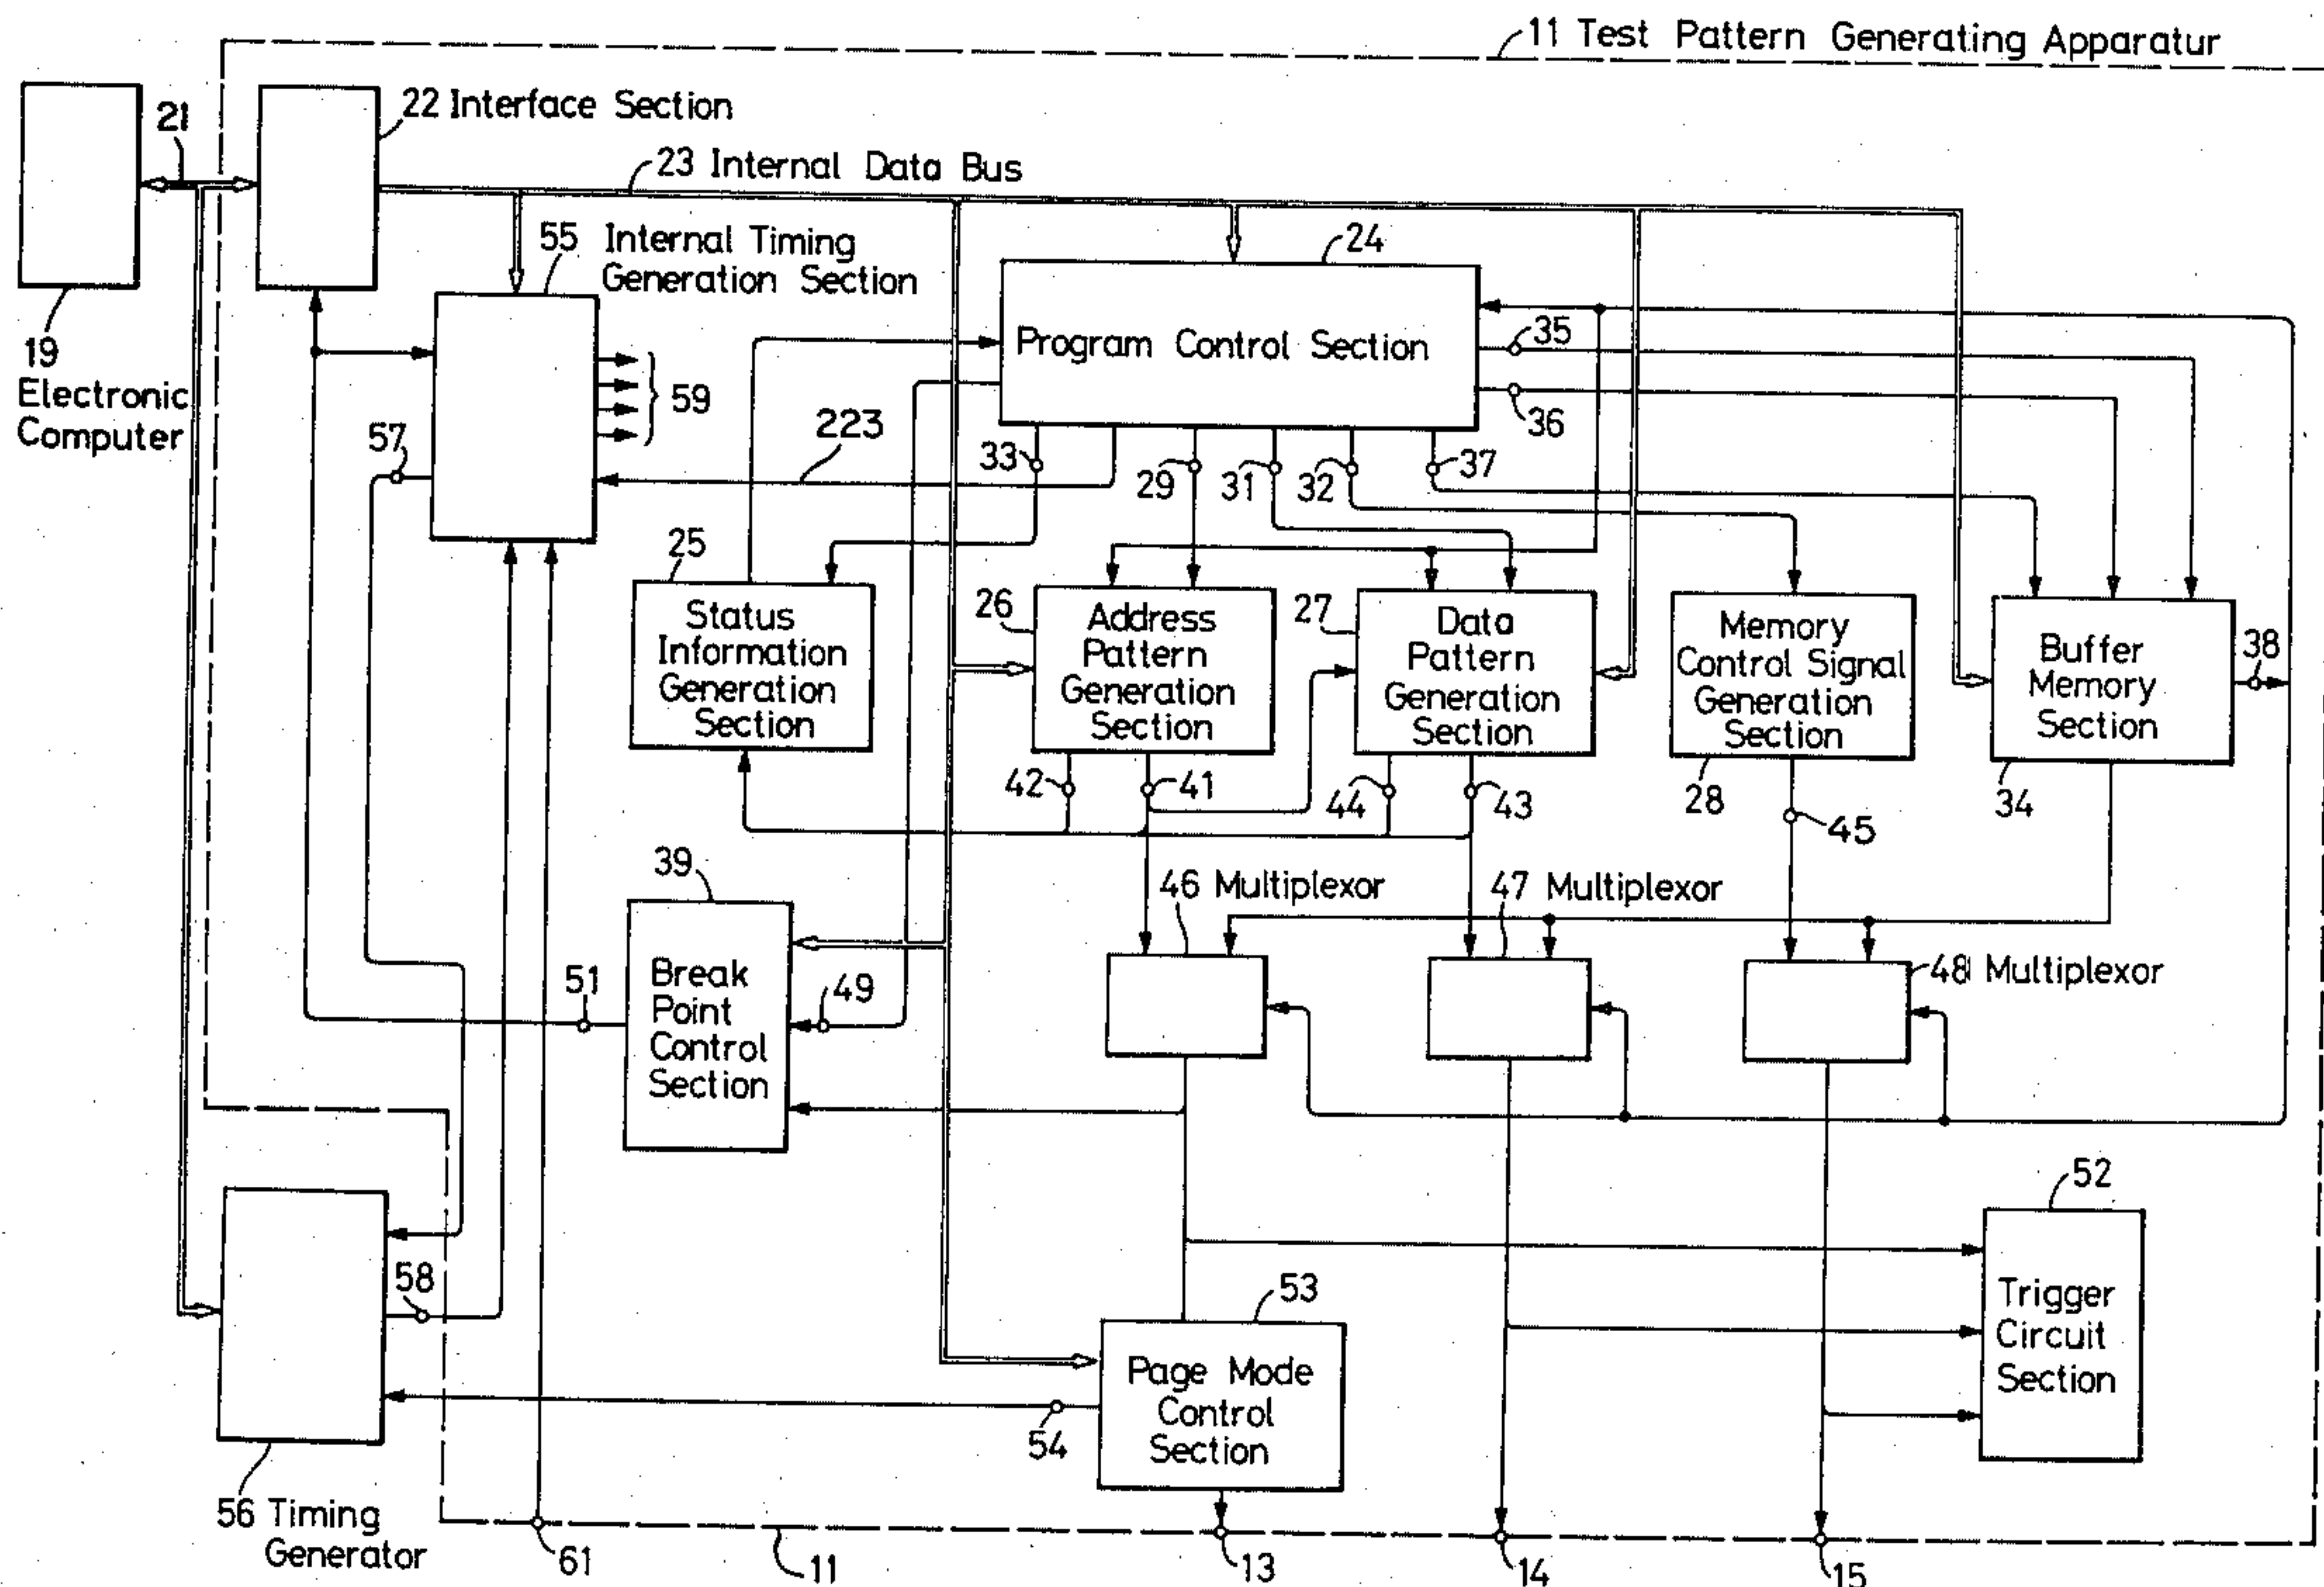 11 Test Pattern Generating Apparatur
22 Interface Section
21
23 Internal Data Bus
55 Internal Timing
Generation Section
24
Program Control Section
35
36
19
Electronic
Computer
59
57
223
33
29
31
32
37
25
Status
Information
Generation
Section
26
Address
Pattern
Generation
Section
27
Data
Pattern
Generation
Section
Memory
Control Signal
Generation
Section
28
Buffer
Memory
Section
34
38
42
41
44
43
45
39
Break
Point
Control
Section
51
49
46 Multiplexor
47 Multiplexor
48 Multiplexor
52
Trigger
Circuit
Section
58
53
Page Mode
Control
Section
54
56 Timing
Generator
61
11
13
14
15